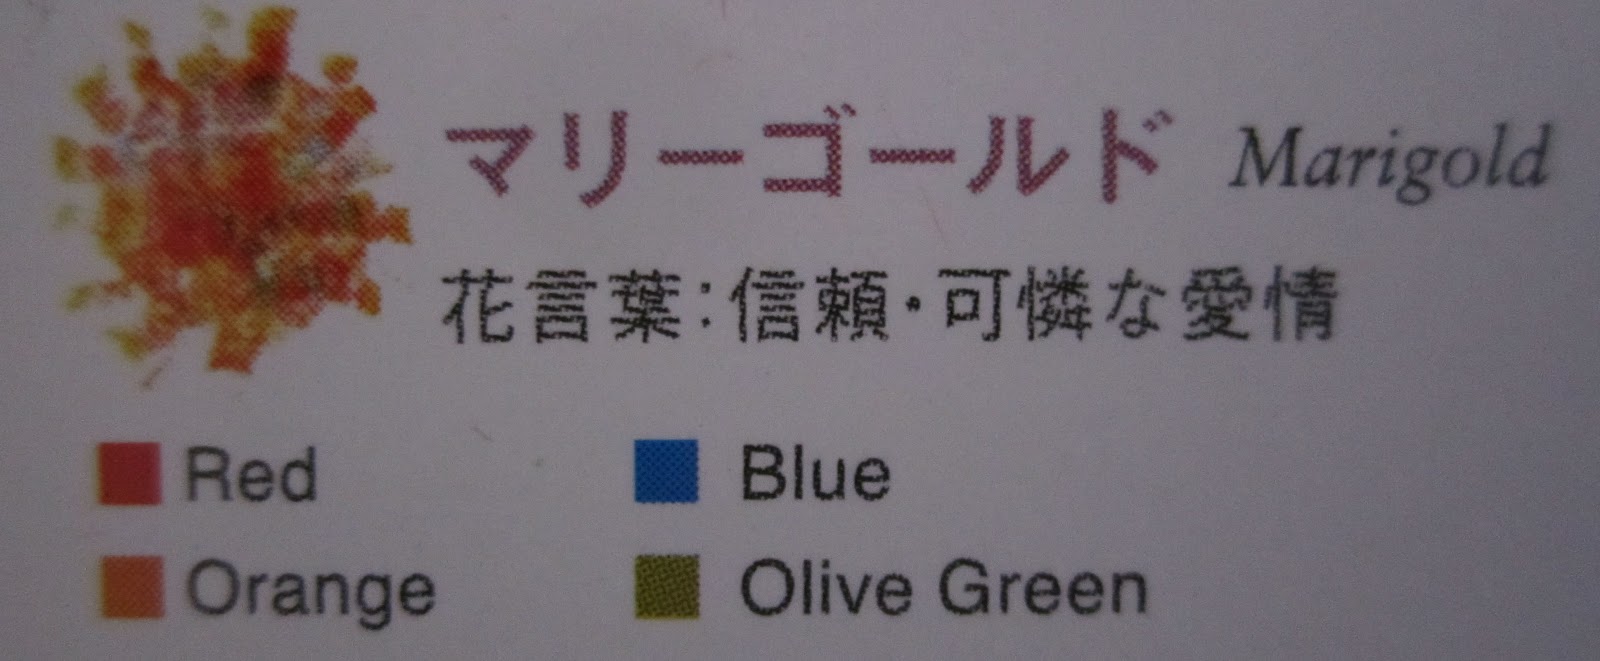 マリーゴールド Marigold
花言葉:信頼・可憐な愛情
Red Blue
Orange Olive Green